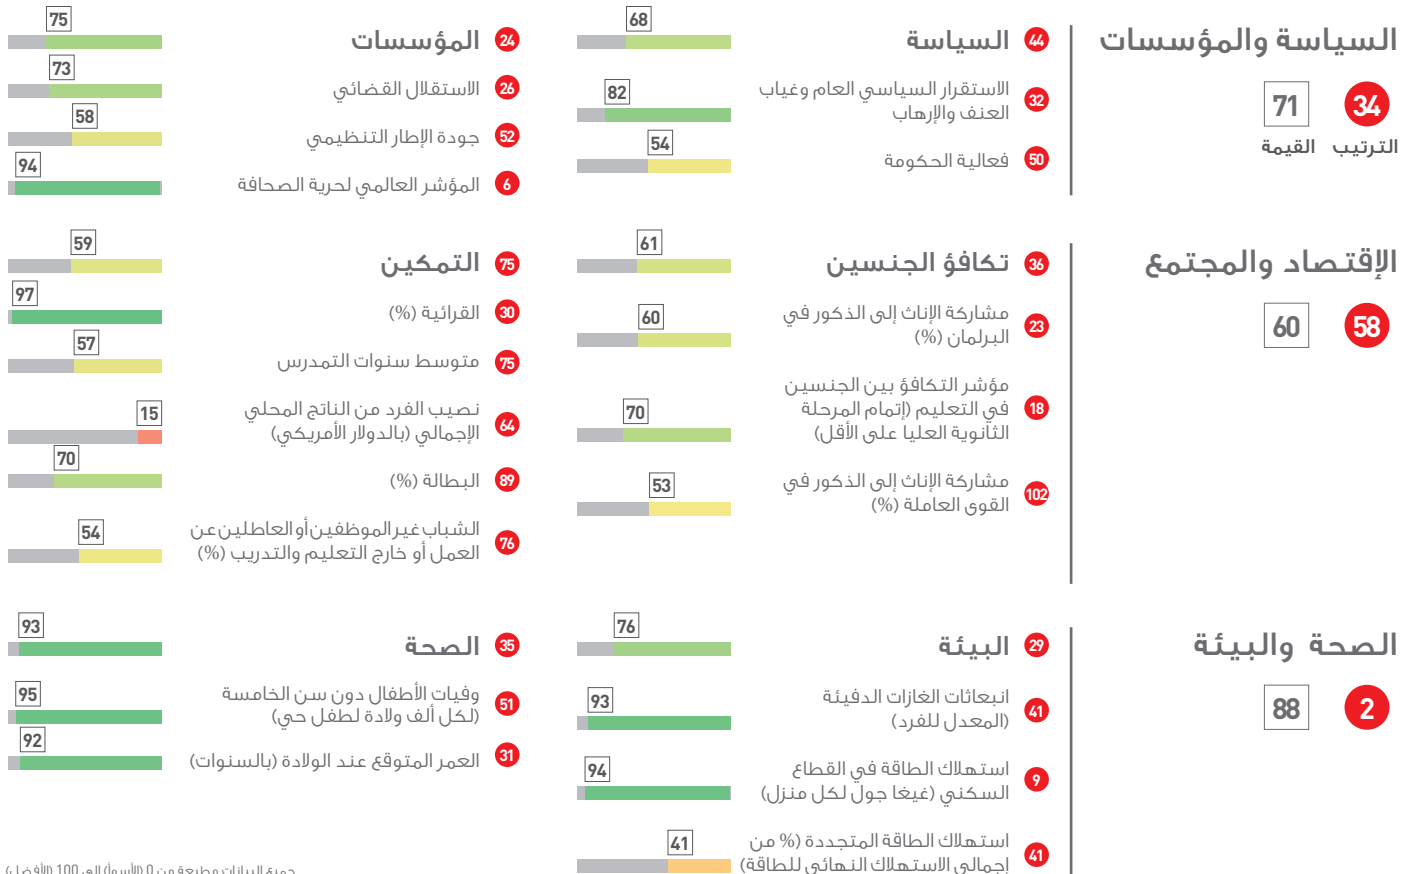 السياسة والمؤسسات
34
71
الترتيب
القيمة
44
السياسة
68
32
الاستقرار السياسي العام وغياب
العنف والإرهاب
82
50
فعالية الحكومة
54
24
المؤسسات
75
26
الاستقلال القضائي
73
52
جودة الإطار التنظيمي
58
6
المؤشر العالمي لحرية الصحافة
94
الإقتصاد والمجتمع
58
60
36
تكافؤ الجنسين
61
23
مشاركة الإناث إلى الذكور في
البرلمان (%)
60
18
مؤشر التكافؤ بين الجنسين
في التعليم (إتمام المرحلة
الثانوية العليا على الأقل)
70
102
مشاركة الإناث إلى الذكور في
القوى العاملة (%)
53
75
التمكين
59
30
القرائية (%)
97
75
متوسط سنوات التمدرس
57
64
نصيب الفرد من الناتج المحلي
الإجمالي (بالدولار الأمريكي)
15
89
البطالة (%)
70
76
الشباب غير الموظفين أو العاطلين عن
العمل أو خارج التعليم والتدريب (%)
54
الصحة والبيئة
2
88
29
البيئة
76
41
انبعاثات الغازات الدفيئة
(المعدل للفرد)
93
9
استهلاك الطاقة في القطاع
السكني (غيغا جول لكل منزل)
94
41
استهلاك الطاقة المتجددة (% من
إجمالي الاستهلاك النهائي للطاقة)
41
35
الصحة
93
51
وفيات الأطفال دون سن الخامسة
(لكل ألف ولادة لطفل حي)
95
31
العمر المتوقع عند الولادة (بالسنوات)
92
جميع البيانات مطبعة من 0 (الأسوأ) إلى 100 (الأفضل)